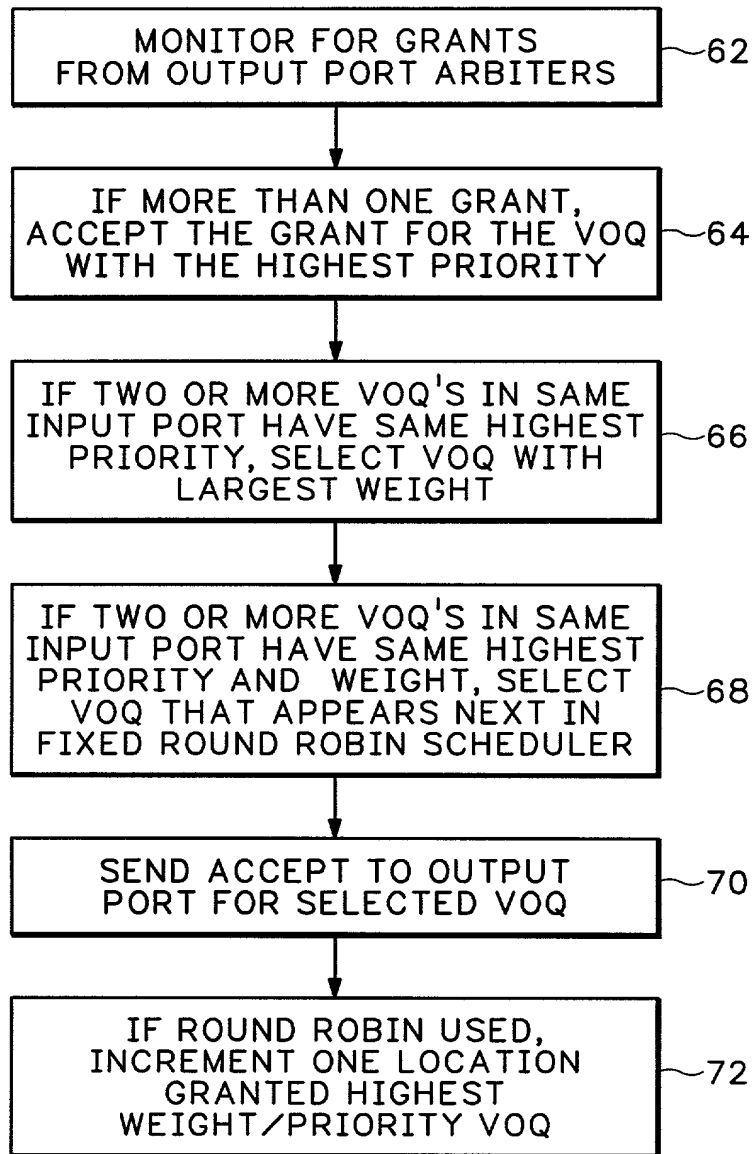 MONITOR FOR GRANTS
FROM OUTPUT PORT ARBITERS
62
IF MORE THAN ONE GRANT,
ACCEPT THE GRANT FOR THE VOQ
WITH THE HIGHEST PRIORITY
64
IF TWO OR MORE VOQ'S IN SAME
INPUT PORT HAVE SAME HIGHEST
PRIORITY, SELECT VOQ WITH
LARGEST WEIGHT
66
IF TWO OR MORE VOQ'S IN SAME
INPUT PORT HAVE SAME HIGHEST
PRIORITY AND WEIGHT, SELECT
VOQ THAT APPEARS NEXT IN
FIXED ROUND ROBIN SCHEDULER
68
SEND ACCEPT TO OUTPUT
PORT FOR SELECTED VOQ
70
IF ROUND ROBIN USED,
INCREMENT ONE LOCATION
GRANTED HIGHEST
WEIGHT/PRIORITY VOQ
72